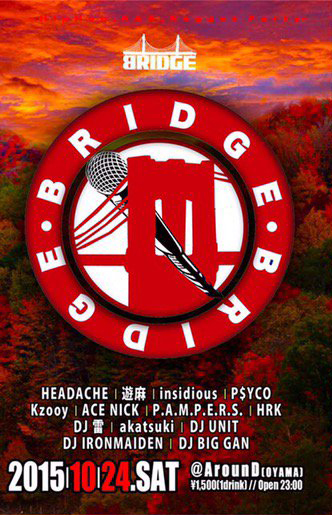 BRIDGE
BRIDGE • BRIDGE •
HEADACHE | 遊麻 | insidious | P$YCO
Kzooy | ACE NICK | P.A.M.P.E.R.S. | HRK
DJ 雷 | akatsuki | DJ UNIT
DJ IRONMAIDEN | DJ BIG GAN
2015|10|24.SAT
@ArounD(OYAMA)
¥1,500(1drink) // Open 23:00